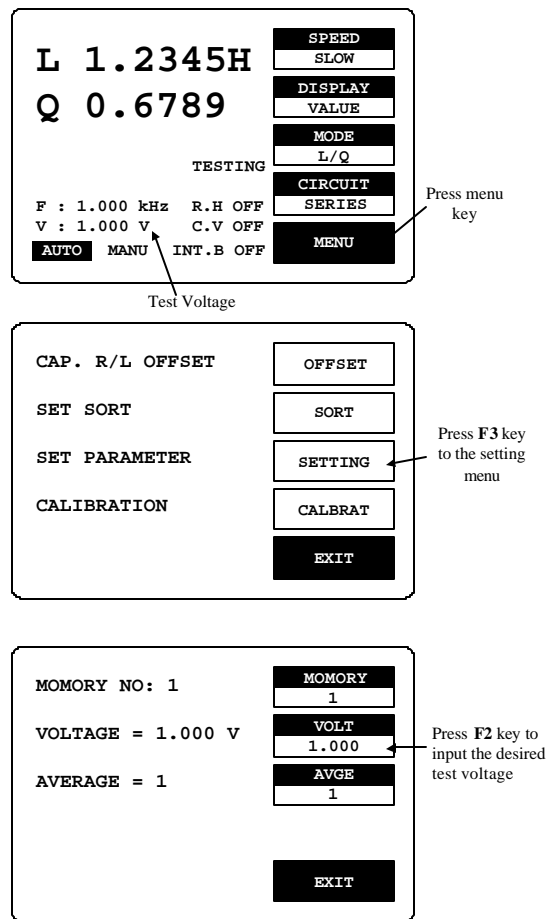 L 1.2345H
Q 0.6789
TESTING
F : 1.000 kHz R.H OFF
V : 1.000 V C.V OFF
AUTO MANU INT.B OFF
SPEED
SLOW
DISPLAY
VALUE
MODE
L/Q
CIRCUIT
SERIES
MENU
Press menu
key
Test Voltage
CAP. R/L OFFSET
OFFSET
SET SORT
SORT
SET PARAMETER
SETTING
CALIBRATION
CALBRAT
EXIT
Press F3 key
to the setting
menu
MOMORY NO: 1
MOMORY
1
VOLTAGE = 1.000 V
VOLT
1.000
AVERAGE = 1
AVGE
1
EXIT
Press F2 key to
input the desired
test voltage